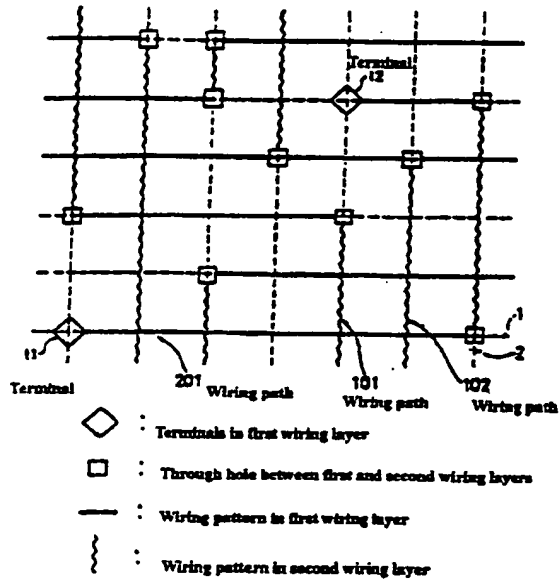 Terminal
t2
1
t1
2
201
101
102
Terminal
Wiring path
Wiring path
Wiring path
: Terminals in first wiring layer
: Through hole between first and second wiring layers
: Wiring pattern in first wiring layer
: Wiring pattern in second wiring layer